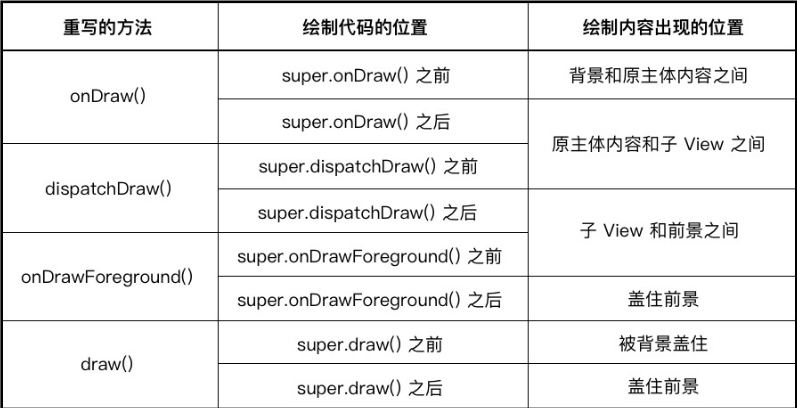 重写的方法 绘制代码的位置 绘制内容出现的位置
onDraw() super.onDraw() 之前 背景和原主体内容之间
super.onDraw() 之后 原主体内容和子 View 之间
dispatchDraw() super.dispatchDraw() 之前
super.dispatchDraw() 之后 子 View 和前景之间
onDrawForeground() super.onDrawForeground() 之前
super.onDrawForeground() 之后 盖住前景
draw() super.draw() 之前 被背景盖住
super.draw() 之后 盖住前景